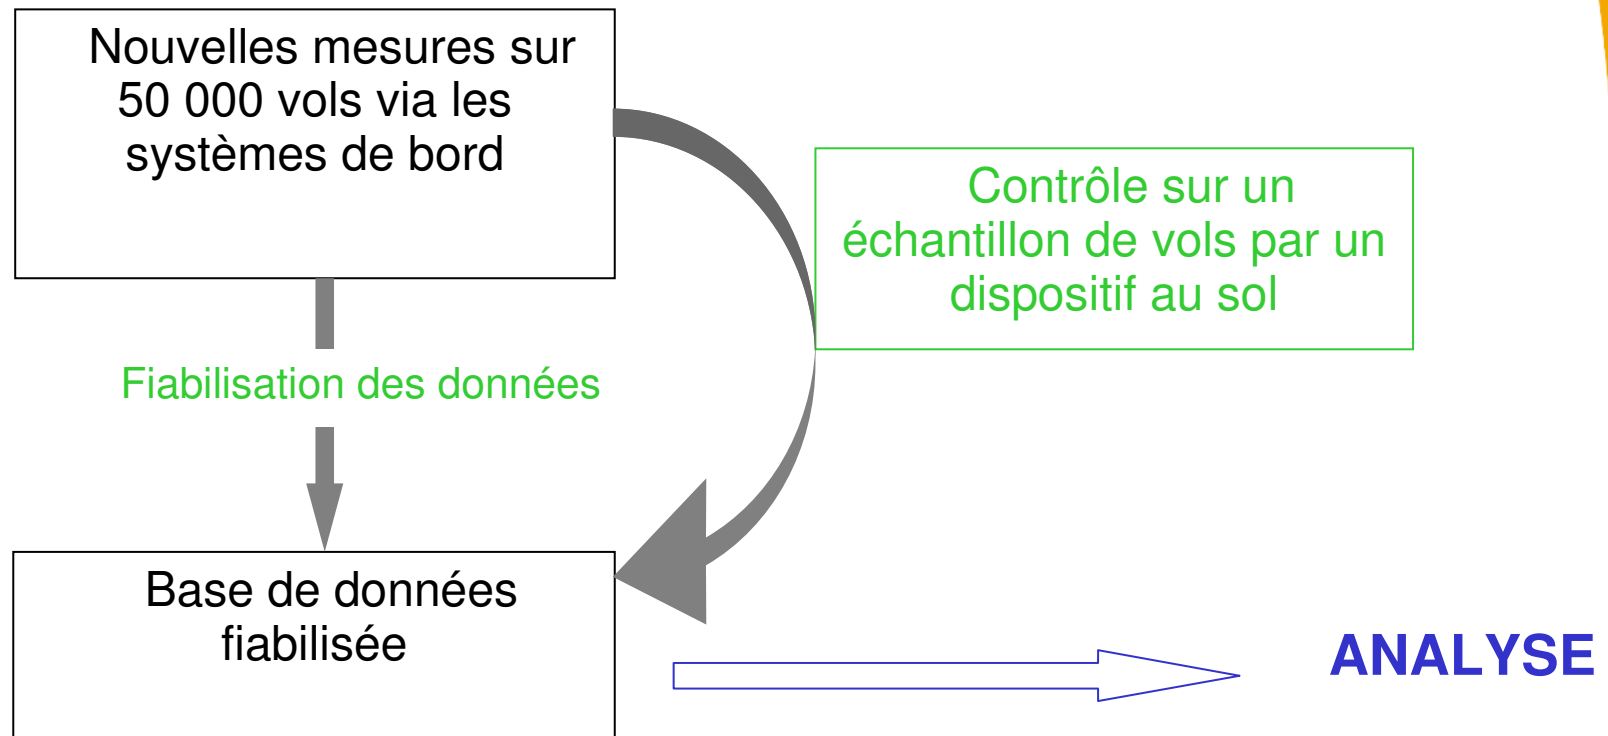 Nouvelles mesures sur
50 000 vols via les
systèmes de bord
Contrôle sur un
échantillon de vols par un
dispositif au sol
Fiabilisation des données
Base de données
fiabilisée
ANALYSE